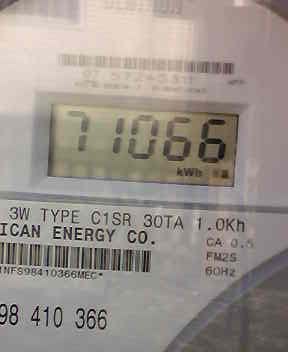 71066
kWh
3W TYPE C1SR 30TA 1.0Kh
ICAN ENERGY CO.
CA 0.5
FM2S
60Hz
1NFS98410366MEC*
98 410 366